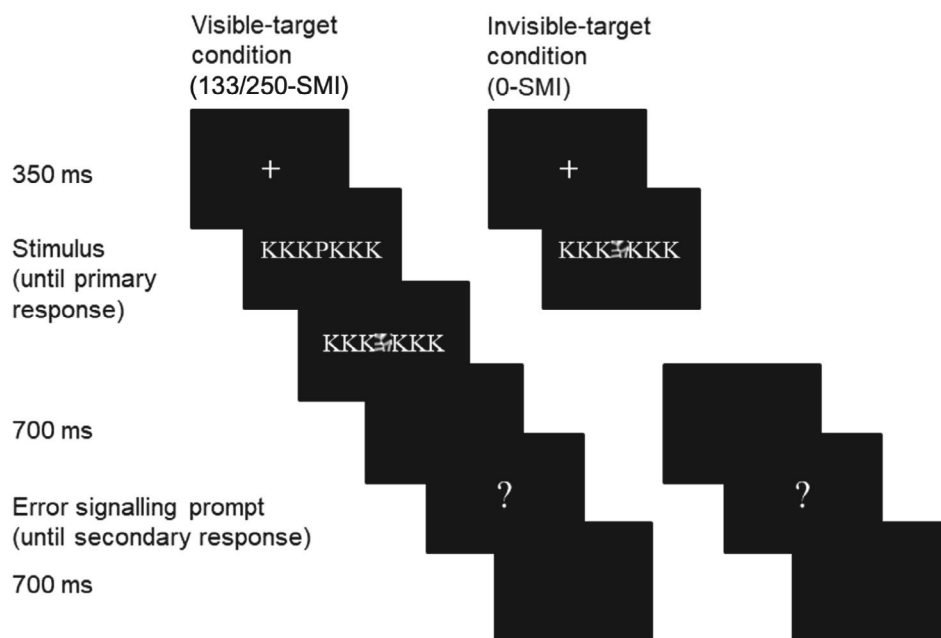 Visible-target
condition
(133/250-SMI)
Invisible-target
condition
(0-SMI)
350 ms
+
+
Stimulus
(until primary
response)
KKKPKKK
KKK KKK
KKK KKK
700 ms
Error signalling prompt
(until secondary response)
?
?
700 ms